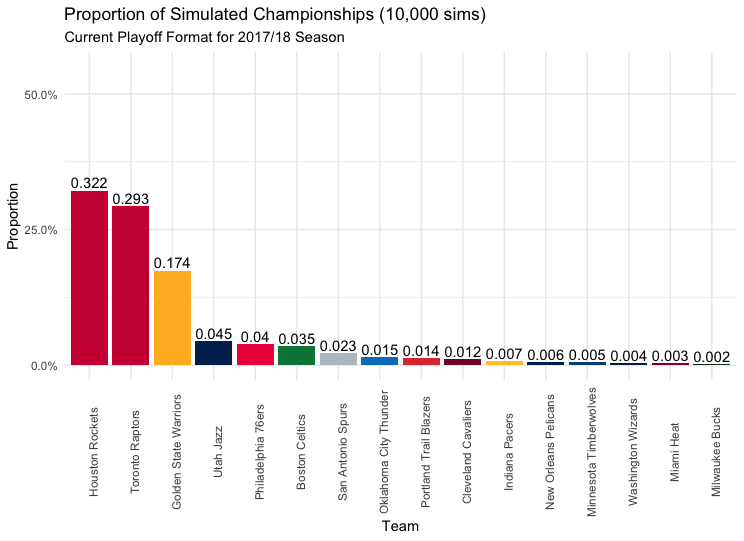 Proportion of Simulated Championships (10,000 sims)
Current Playoff Format for 2017/18 Season
Proportion
50.0%
25.0%
0.0%
0.322
0.293
0.174
0.045
0.04
0.035
0.023
0.015
0.014
0.012
0.007
0.006
0.005
0.004
0.003
0.002
Houston Rockets
Toronto Raptors
Golden State Warriors
Utah Jazz
Philadelphia 76ers
Boston Celtics
San Antonio Spurs
Oklahoma City Thunder
Portland Trail Blazers
Cleveland Cavaliers
Indiana Pacers
New Orleans Pelicans
Minnesota Timberwolves
Washington Wizards
Miami Heat
Milwaukee Bucks
Team